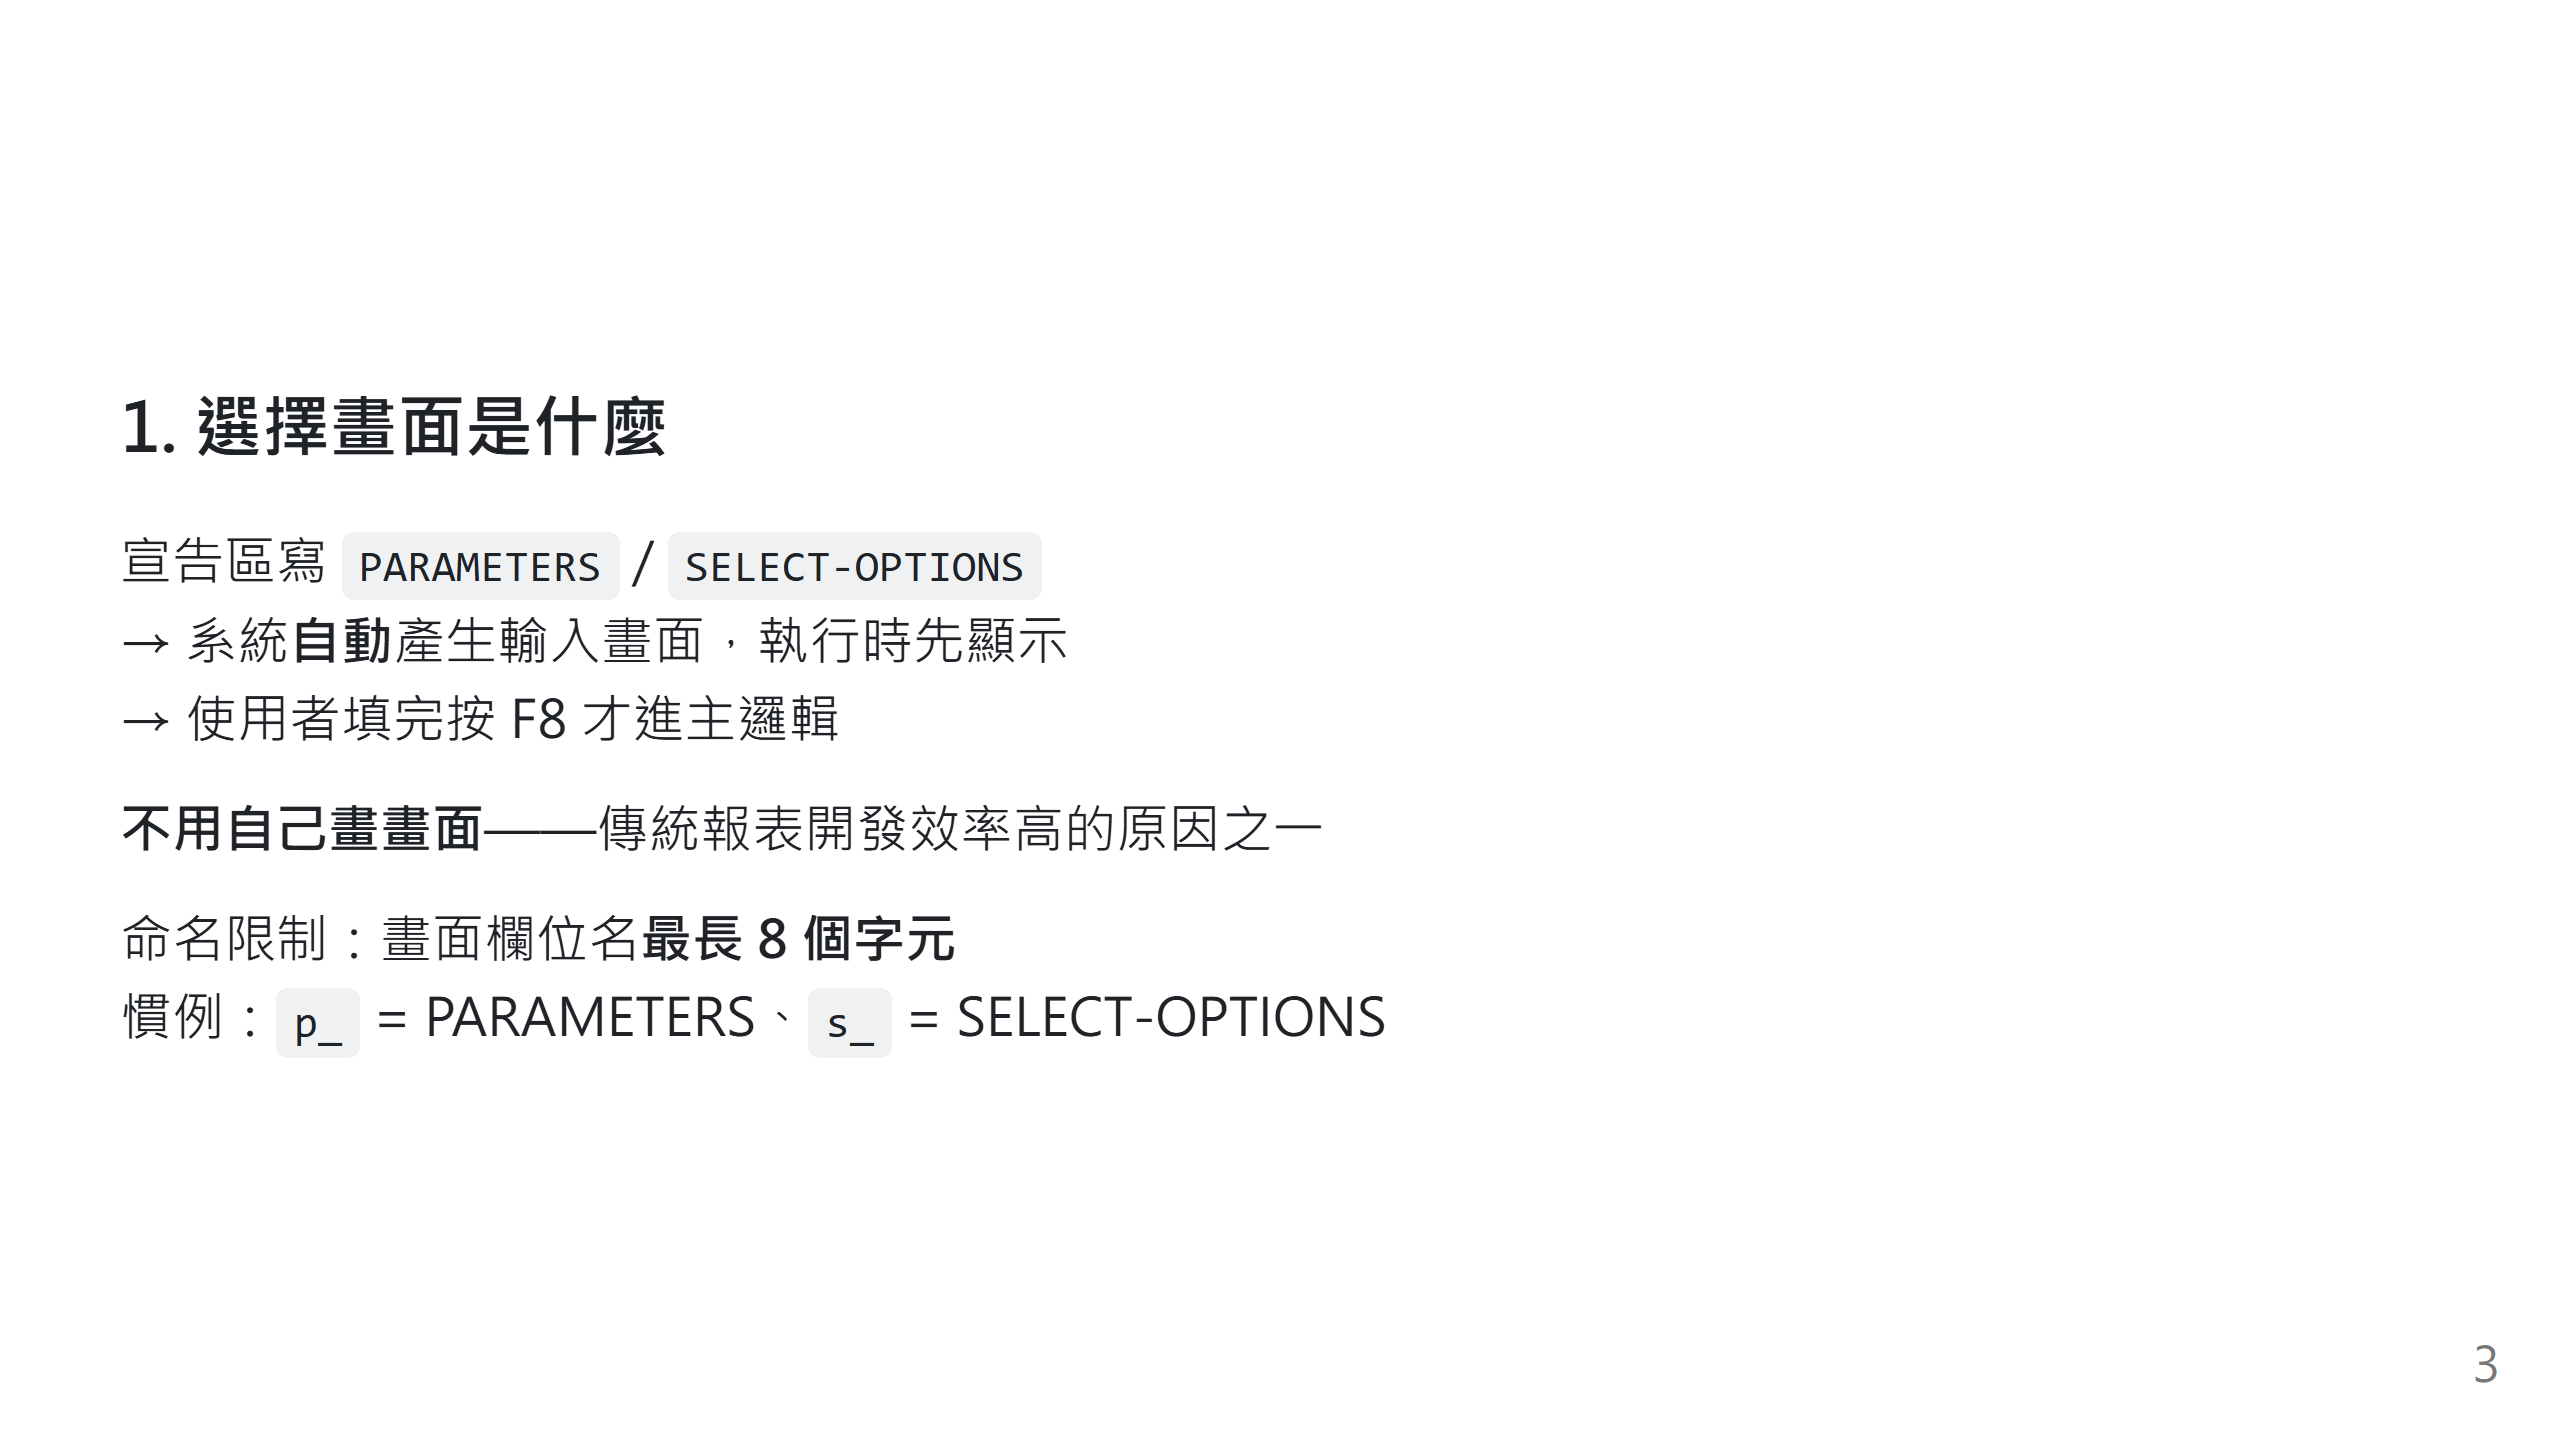 1. 選擇畫面是什麼
宣告區寫 PARAMETERS / SELECT-OPTIONS
→ 系統自動產生輸入畫面，執行時先顯示
→ 使用者填完按 F8 才進主邏輯
不用自己畫畫面——傳統報表開發效率高的原因之一
命名限制：畫面欄位名最長 8 個字元
慣例：p_ = PARAMETERS、s_ = SELECT-OPTIONS
3